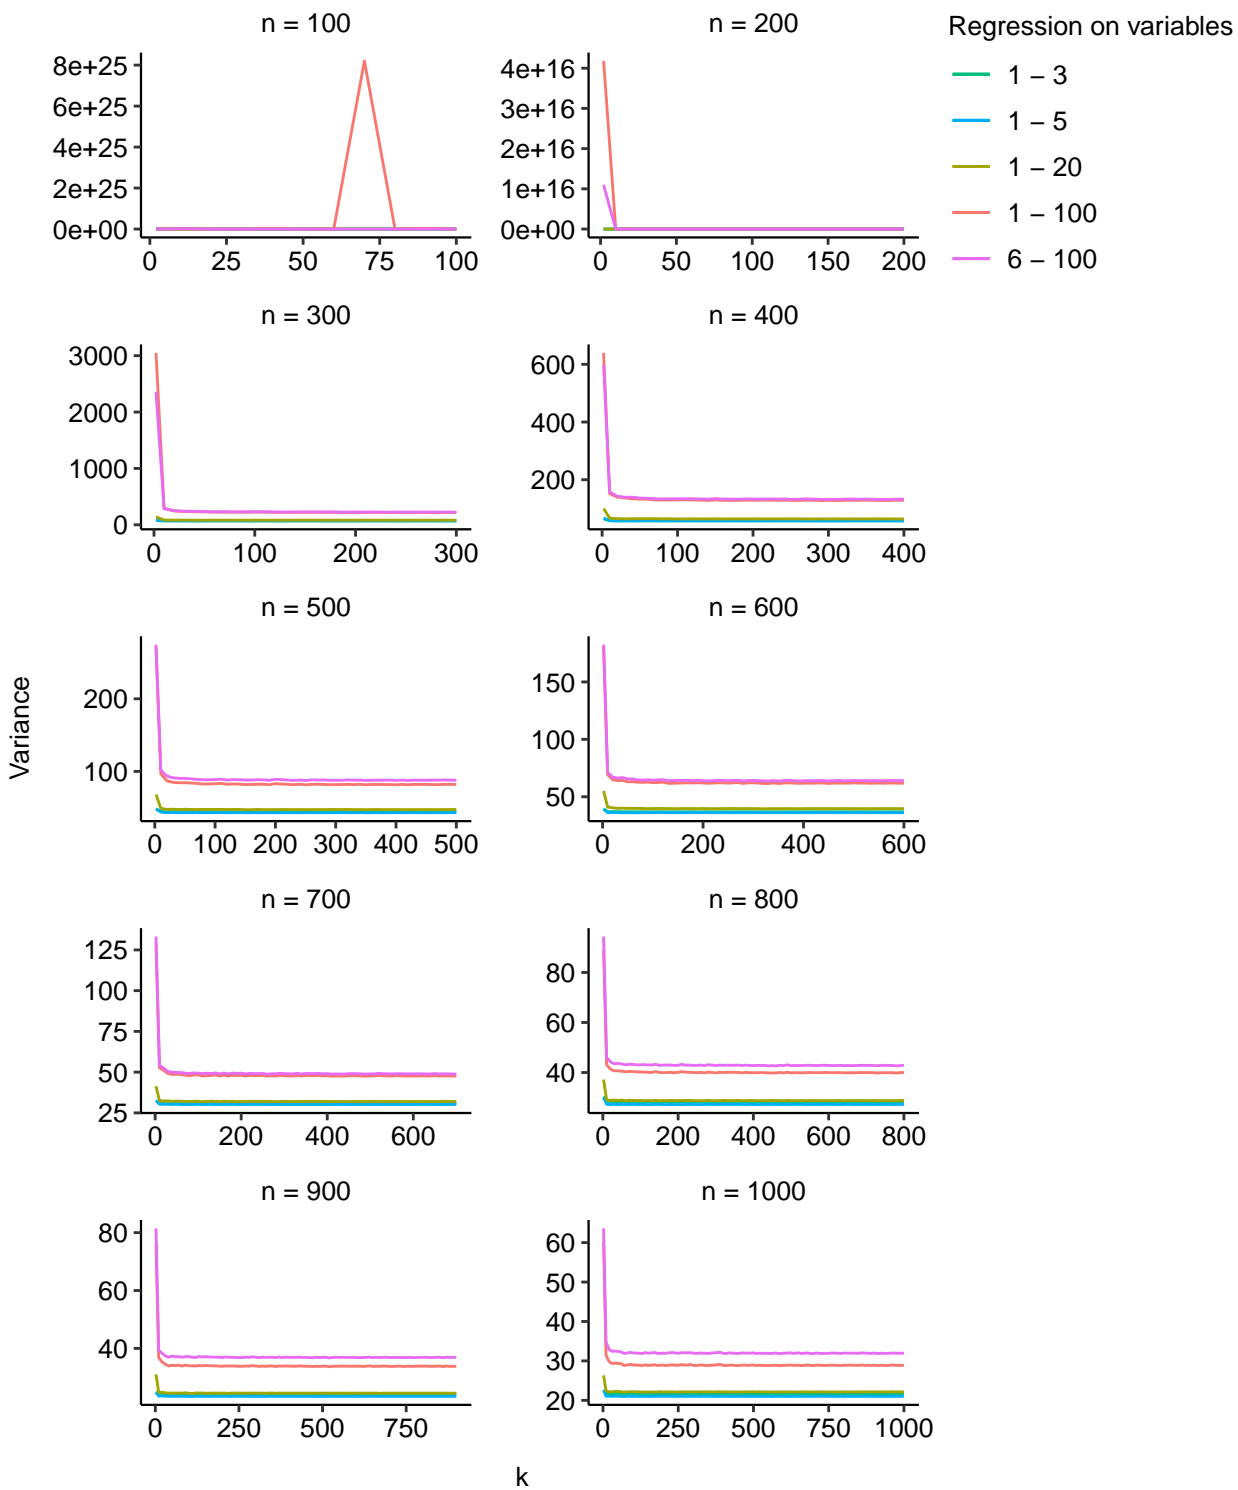 n = 100
n = 200
Regression on variables
1 – 3
1 – 5
1 – 20
1 – 100
6 – 100
8e+25
6e+25
4e+25
2e+25
0e+00
0 25 50 75 100
4e+16
3e+16
2e+16
1e+16
0e+00
0 50 100 150 200
n = 300
n = 400
3000
2000
1000
0
0 100 200 300
600
400
200
0 100 200 300 400
n = 500
n = 600
200
100
0 100 200 300 400 500
150
100
50
0 200 400 600
Variance
n = 700
n = 800
125
100
75
50
25
0 200 400 600
80
60
40
0 200 400 600 800
n = 900
n = 1000
80
60
40
0 250 500 750
60
50
40
30
20
0 250 500 750 1000
k